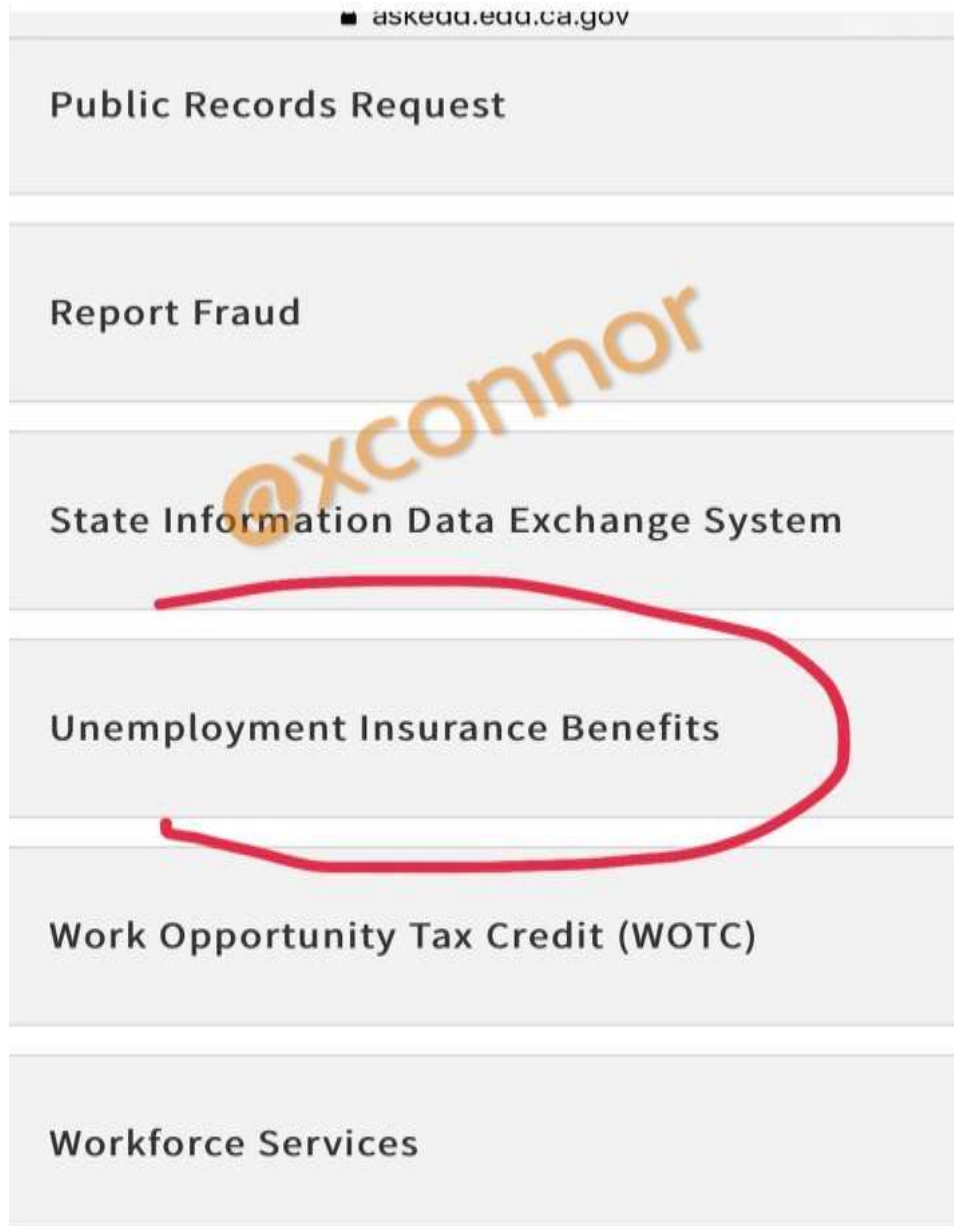 askedd.edd.ca.gov
Public Records Request
Report Fraud
@xconnor
State Information Data Exchange System
Unemployment Insurance Benefits
Work Opportunity Tax Credit (WOTC)
Workforce Services